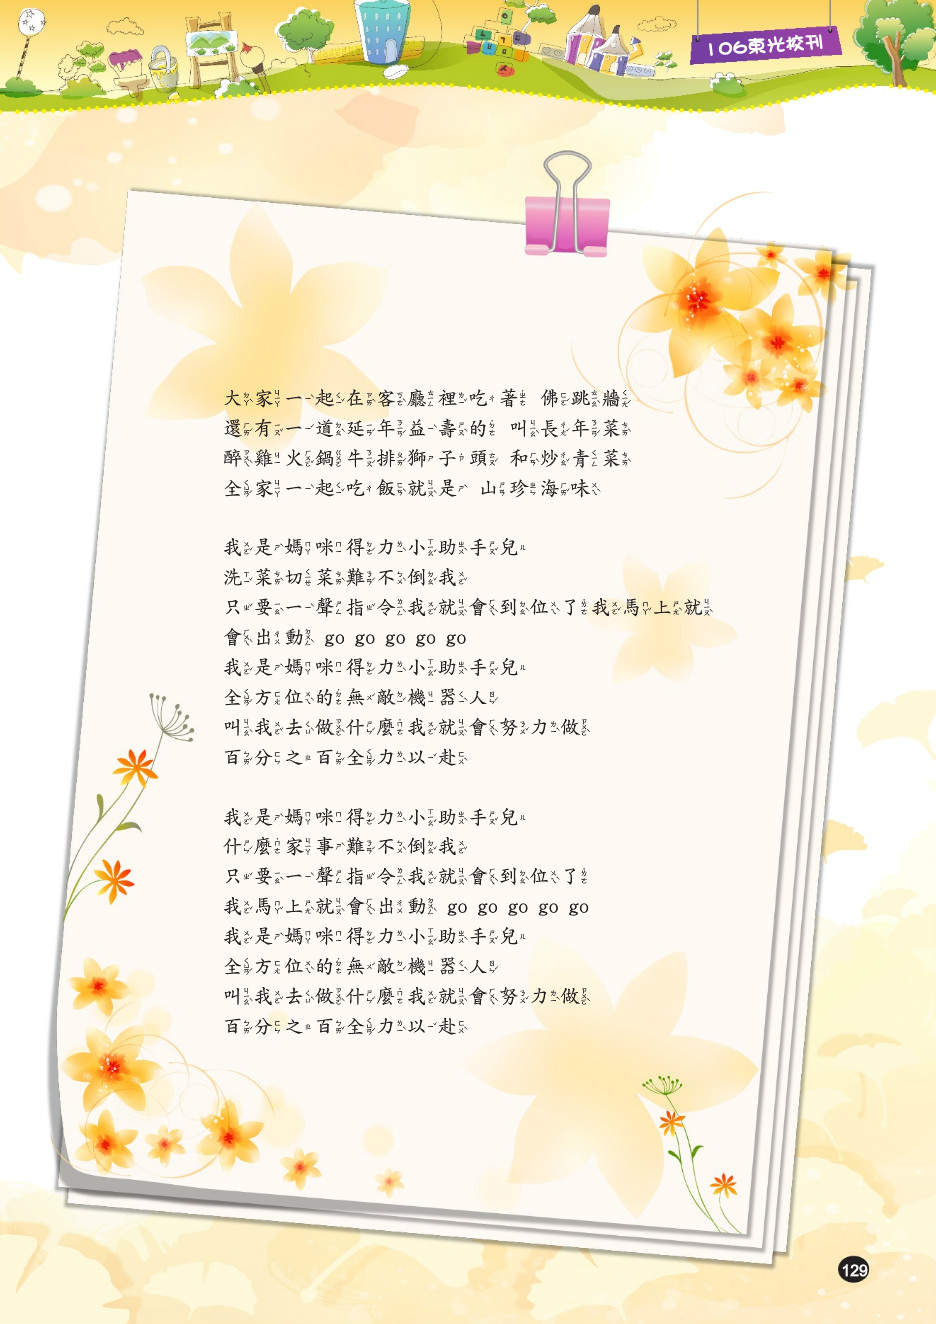 106東光校刊
大家一起在客廳裡吃著 佛跳牆
還有一道延年益壽的 叫長年菜
醉雞火鍋牛排獅子頭 和炒青菜
全家一起吃飯就是 山珍海味
我是媽咪得力小助手兒
洗菜切菜難不倒我
只要一聲指令我就會到位了我馬上就
會出動 go go go go go
我是媽咪得力小助手兒
全方位的無敵機器人
叫我去做什麼我就會努力做
百分之百全力以赴
我是媽咪得力小助手兒
什麼家事難不倒我
只要一聲指令我就會到位了
我馬上就會出動 go go go go go
我是媽咪得力小助手兒
全方位的無敵機器人
叫我去做什麼我就會努力做
百分之百全力以赴
129